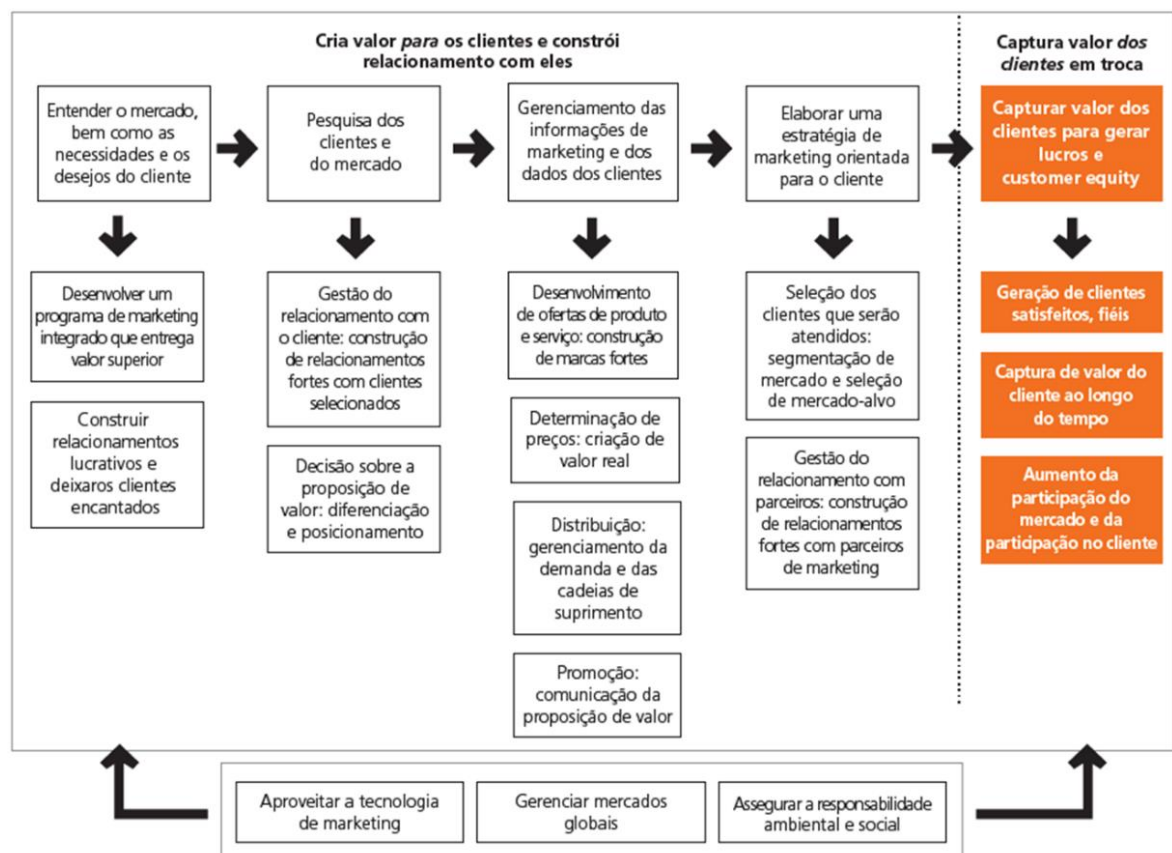 Cria valor para os clientes e constrói
relacionamento com eles
Captura valor dos
clientes em troca
Entender o mercado,
bem como as
necessidades e os
desejos do cliente
Pesquisa dos
clientes e
do mercado
Gerenciamento das
informações de
marketing e dos
dados dos clientes
Elaborar uma
estratégia de
marketing orientada
para o cliente
Capturar valor dos
clientes para gerar
lucros e
customer equity
Desenvolver um
programa de marketing
integrado que entrega
valor superior
Gestão do
relacionamento com
o cliente: construção
de relacionamentos
fortes com clientes
selecionados
Desenvolvimento
de ofertas de produto
e serviço: construção
de marcas fortes
Seleção dos
clientes que serão
atendidos:
segmentação de
mercado e seleção
de mercado-alvo
Geração de clientes
satisfeitos, fiéis
Construir
relacionamentos
lucrativos e
deixaros clientes
encantados
Decisão sobre a
proposição de
valor: diferenciação
e posicionamento
Determinação de
preços: criação de
valor real
Gestão do
relacionamento com
parceiros: construção
de relacionamentos
fortes com parceiros
de marketing
Captura de valor do
cliente ao longo
do tempo
Distribuição:
gerenciamento da
demanda e das
cadeias de
suprimento
Aumento da
participação do
mercado e da
participação no cliente
Promoção:
comunicação da
proposição de valor
Aproveitar a tecnologia
de marketing
Gerenciar mercados
globais
Assegurar a responsabilidade
ambiental e social